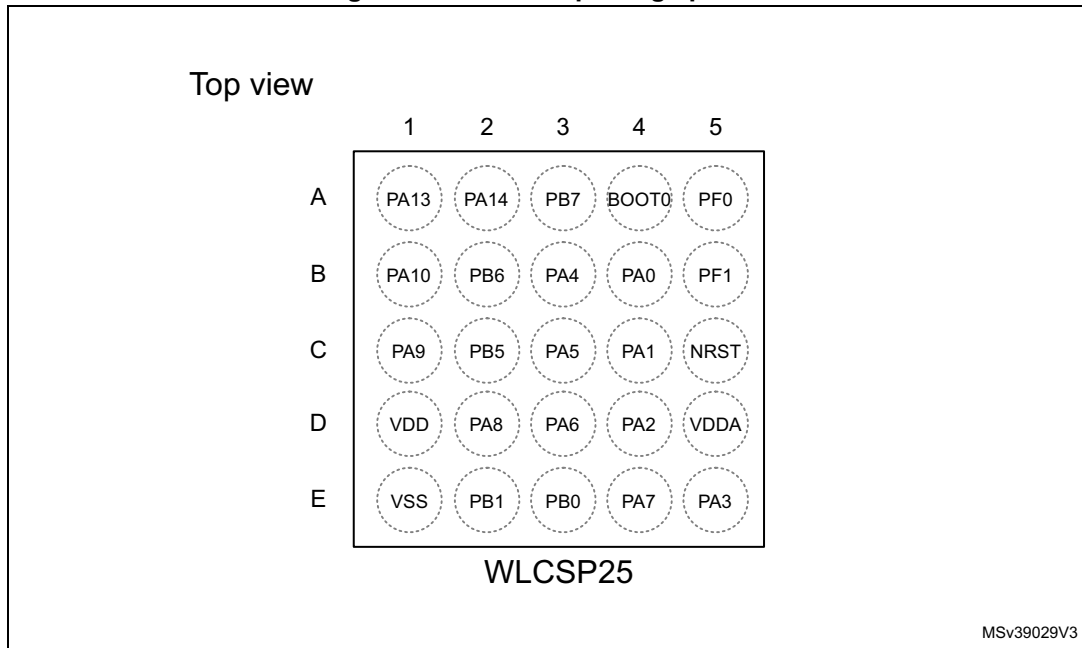 Top view
1 2 3 4 5
A PA13 PA14 PB7 BOOT0 PF0
B PA10 PB6 PA4 PA0 PF1
C PA9 PB5 PA5 PA1 NRST
D VDD PA8 PA6 PA2 VDDA
E VSS PB1 PB0 PA7 PA3
WLCSP25
MSv39029V3